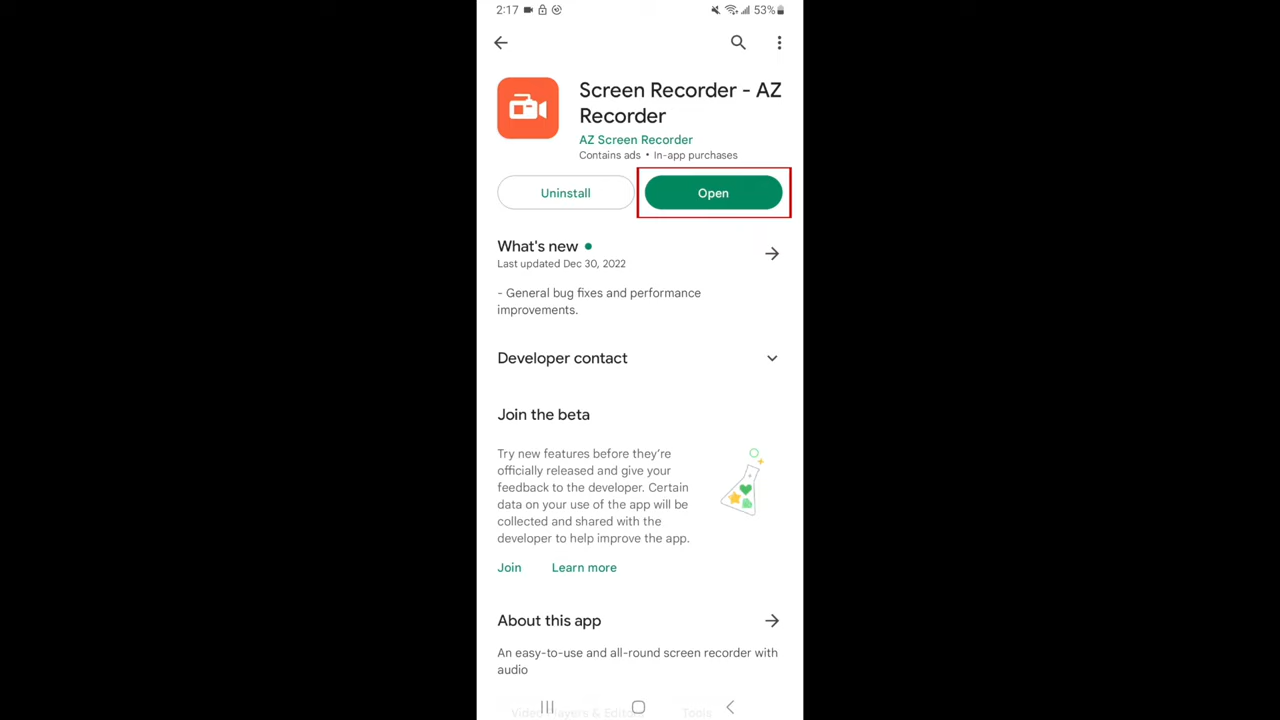 2:17
53%
Screen Recorder - AZ
Recorder
AZ Screen Recorder
Contains ads • In-app purchases
Uninstall
Open
What's new
Last updated Dec 30, 2022
- General bug fixes and performance
improvements.
Developer contact
Join the beta
Try new features before they're
officially released and give your
feedback to the developer. Certain
data on your use of the app will be
collected and shared with the
developer to help improve the app.
Join Learn more
About this app
An easy-to-use and all-round screen recorder with
audio
Video Players & Editors Tools